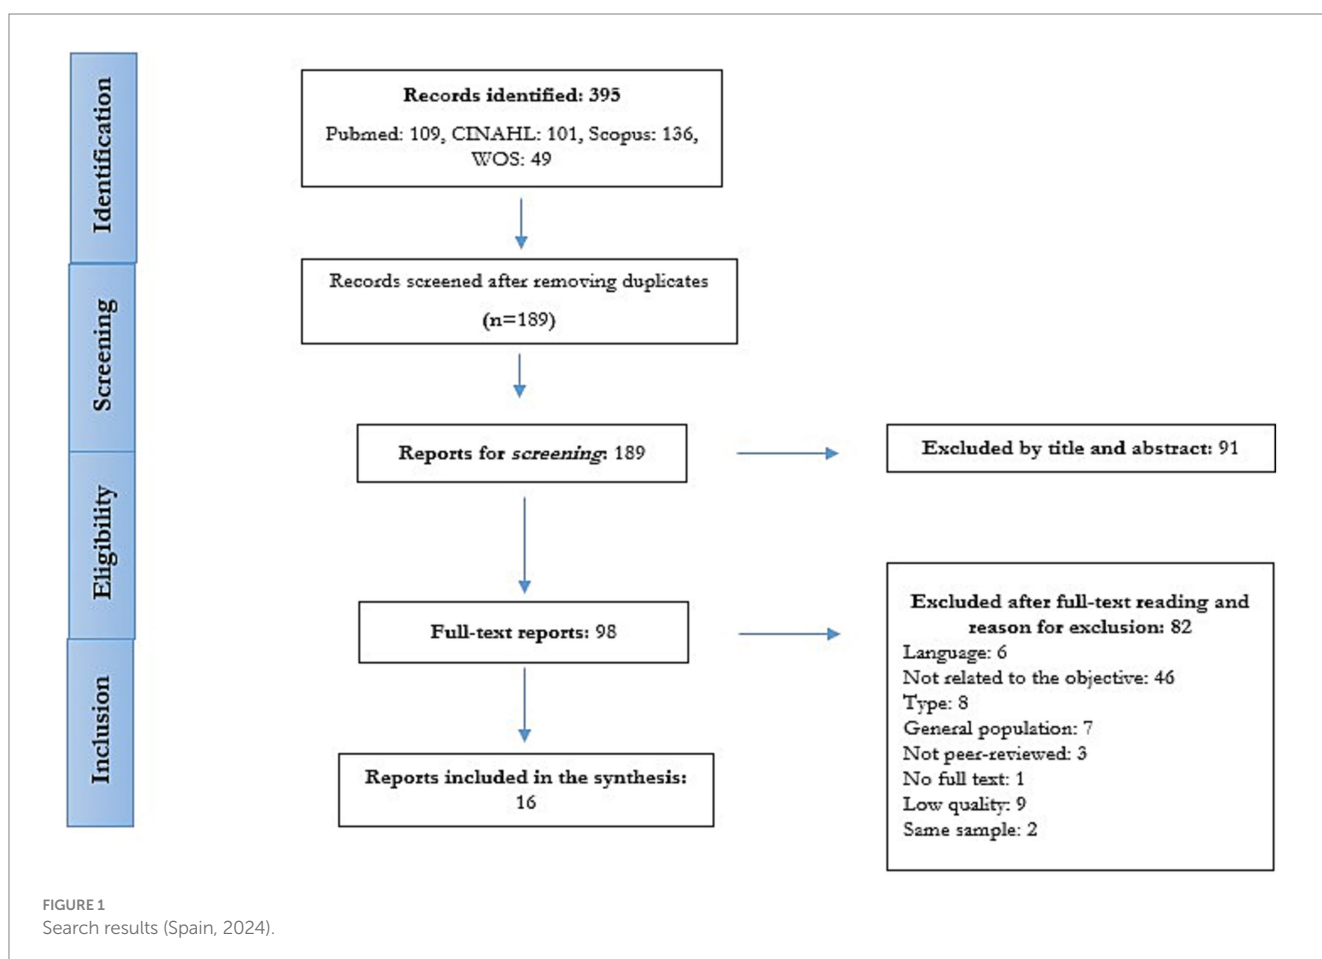 Identification
Records identified: 395
Pubmed: 109, CINAHL: 101, Scopus: 136,
WOS: 49
Screening
Records screened after removing duplicates
(n=189)
Reports for screening: 189
Excluded by title and abstract: 91
Eligibility
Full-text reports: 98
Excluded after full-text reading and
reason for exclusion: 82
Language: 6
Not related to the objective: 46
Type: 8
General population: 7
Not peer-reviewed: 3
No full text: 1
Low quality: 9
Same sample: 2
Inclusion
Reports included in the synthesis:
16
FIGURE 1
Search results (Spain, 2024).